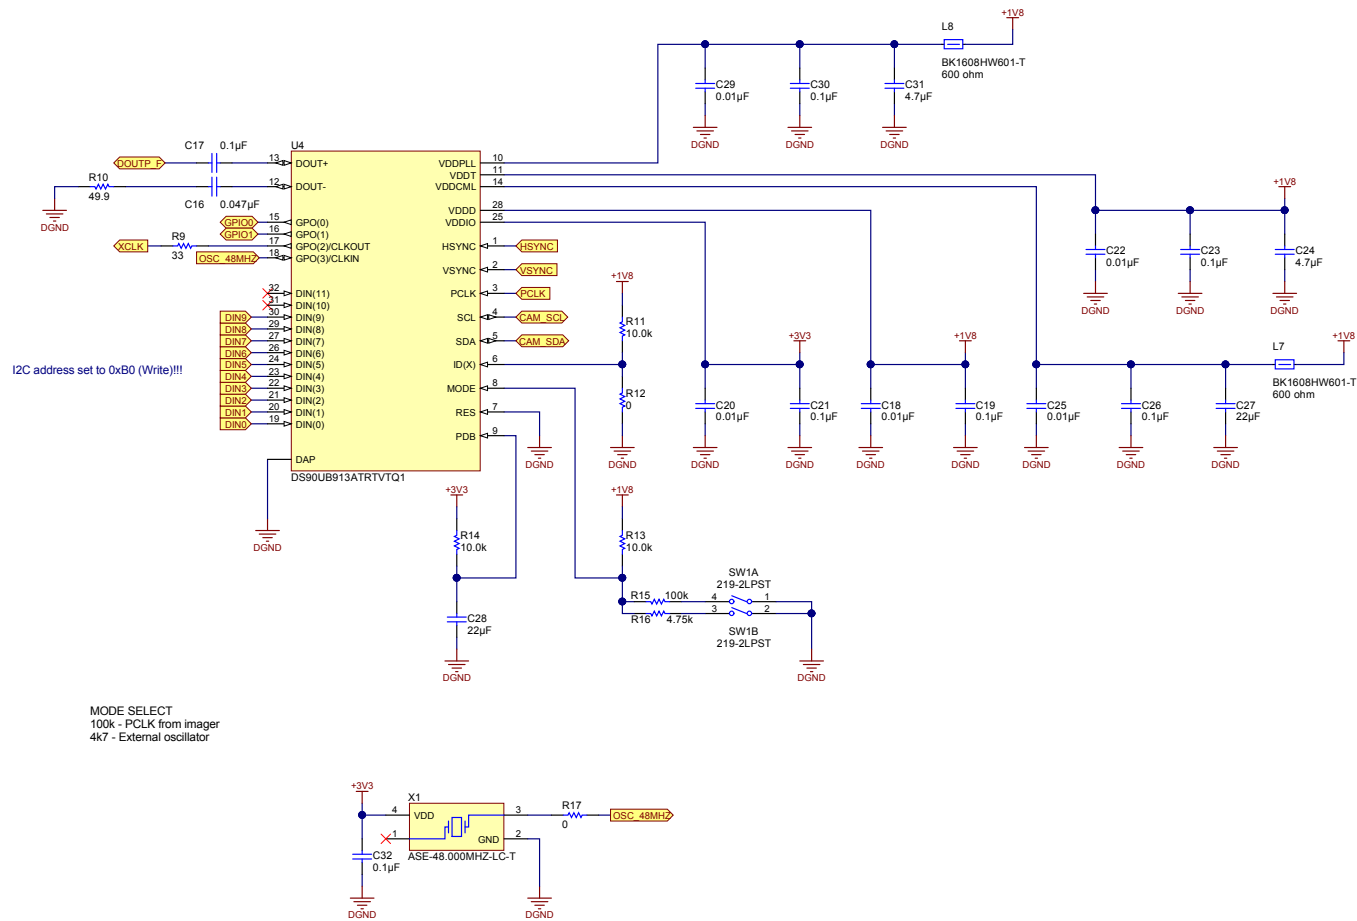 +1V8
L8
BK1608HW601-T
600 ohm
C29
0.01µF
C30
0.1µF
C31
4.7µF
DGND
DGND
DGND
C17
0.1µF
DOUTP_F
R10
49.9
C16
0.047µF
DGND
GPIO0
GPIO1
XCLK
R9
33
OSC_48MHZ
DIN9
DIN8
DIN7
DIN6
DIN5
DIN4
DIN3
DIN2
DIN1
DIN0
I2C address set to 0xB0 (Write)!!!
U4
13 DOUT+
12 DOUT-
15 GPO(0)
16 GPO(1)
17 GPO(2)/CLKOUT
18 GPO(3)/CLKIN
32 DIN(11)
31 DIN(10)
30 DIN(9)
29 DIN(8)
27 DIN(7)
26 DIN(6)
24 DIN(5)
23 DIN(4)
22 DIN(3)
21 DIN(2)
20 DIN(1)
19 DIN(0)
DAP
VDDPLL 10
VDDT 11
VDDCML 14
VDDD 28
VDDIO 25
HSYNC 1
VSYNC 2
PCLK 3
SCL 4
SDA 5
ID(X) 6
MODE 8
RES 7
PDB 9
DS90UB913ATRTVTQ1
HSYNC
VSYNC
PCLK
CAM_SCL
CAM_SDA
DGND
DGND
+1V8
R11
10.0k
R12
0
DGND
+1V8
C22
0.01µF
C23
0.1µF
C24
4.7µF
DGND
DGND
DGND
+3V3
C20
0.01µF
C21
0.1µF
DGND
DGND
+1V8
C18
0.01µF
C19
0.1µF
DGND
DGND
+1V8
L7
BK1608HW601-T
600 ohm
C25
0.01µF
C26
0.1µF
C27
22µF
DGND
DGND
DGND
+3V3
R14
10.0k
C28
22µF
DGND
+1V8
R13
10.0k
R15 100k
R16 4.75k
SW1A
219-2LPST
4 1
3 2
SW1B
219-2LPST
DGND
MODE SELECT
100k - PCLK from imager
4k7 - External oscillator
+3V3
C32
0.1µF
DGND
X1
4 VDD
1
3
GND 2
ASE-48.000MHZ-LC-T
R17
0
OSC_48MHZ
DGND